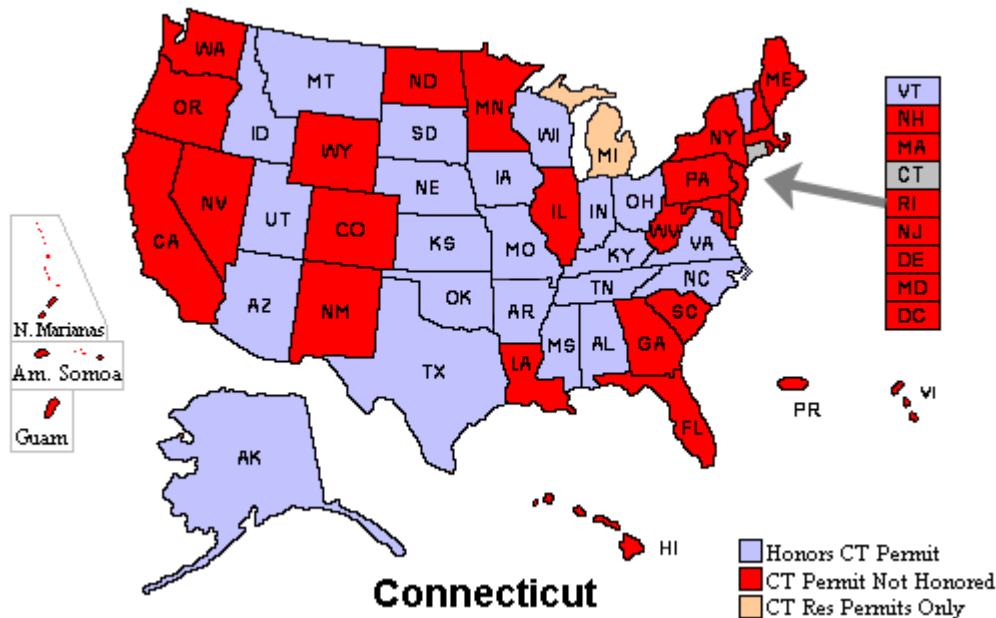 WA
MT
ND
MN
ME
OR
ID
SD
WI
NY
VT
NH
MA
CT
RI
NJ
DE
MD
DC
WY
MI
PA
NV
UT
NE
IA
IL
IN
OH
WV
VA
CA
CO
KS
MO
KY
NC
AZ
NM
OK
AR
TN
SC
TX
LA
MS
AL
GA
FL
N. Marianas
Am. Somoa
Guam
PR
VI
AK
HI
Honors CT Permit
CT Permit Not Honored
CT Res Permits Only
Connecticut